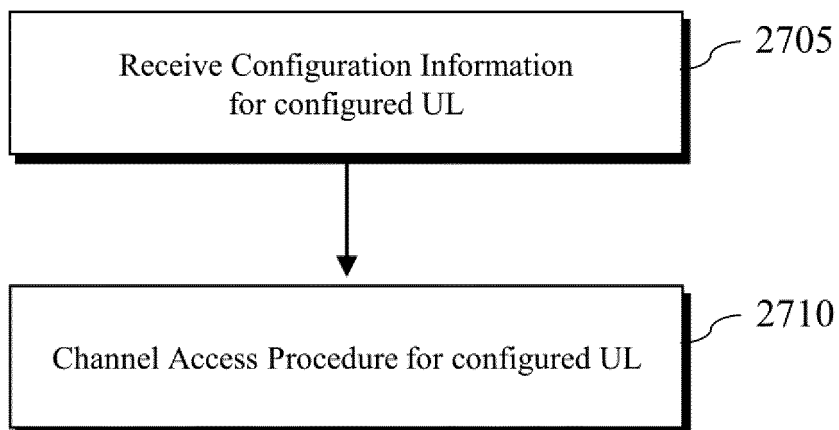 Receive Configuration Information
for configured UL
2705
Channel Access Procedure for configured UL
2710